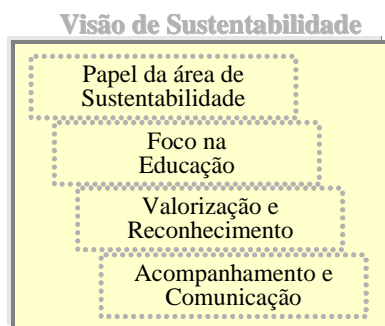 Visão de Sustentabilidade
Papel da área de
Sustentabilidade
Foco na
Educação
Valorização e
Reconhecimento
Acompanhamento e
Comunicação